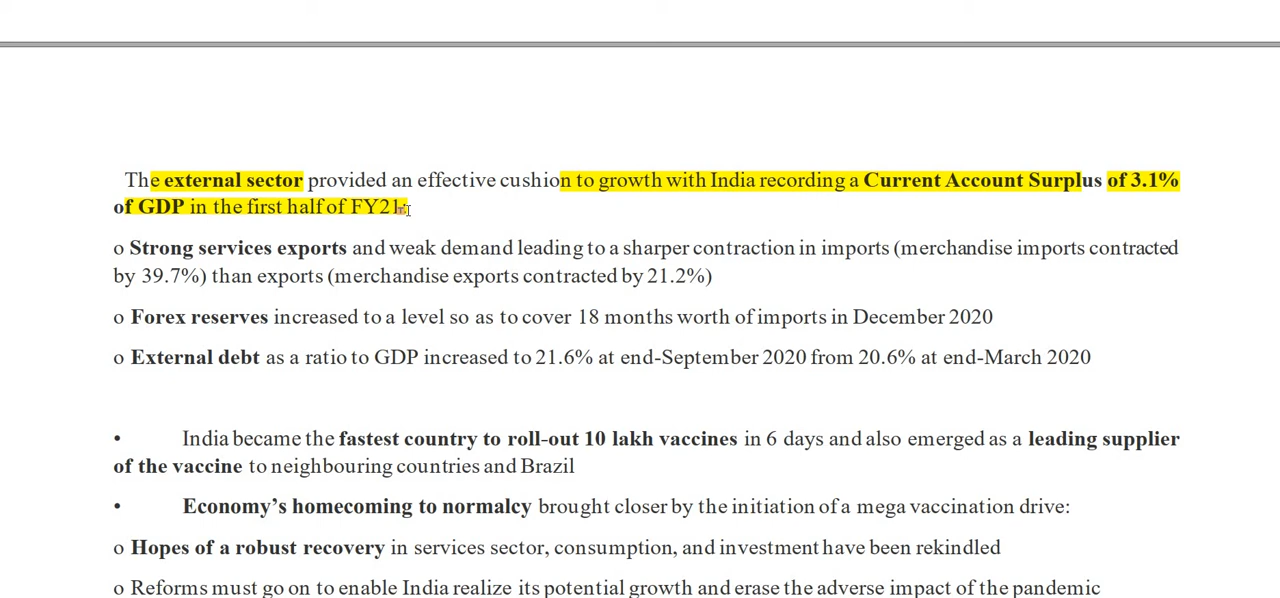 The external sector provided an effective cushion to growth with India recording a Current Account Surplus of 3.1%
of GDP in the first half of FY21:
o Strong services exports and weak demand leading to a sharper contraction in imports (merchandise imports contracted
by 39.7%) than exports (merchandise exports contracted by 21.2%)
o Forex reserves increased to a level so as to cover 18 months worth of imports in December 2020
o External debt as a ratio to GDP increased to 21.6% at end-September 2020 from 20.6% at end-March 2020
• India became the fastest country to roll-out 10 lakh vaccines in 6 days and also emerged as a leading supplier
of the vaccine to neighbouring countries and Brazil
• Economy’s homecoming to normalcy brought closer by the initiation of a mega vaccination drive:
o Hopes of a robust recovery in services sector, consumption, and investment have been rekindled
o Reforms must go on to enable India realize its potential growth and erase the adverse impact of the pandemic